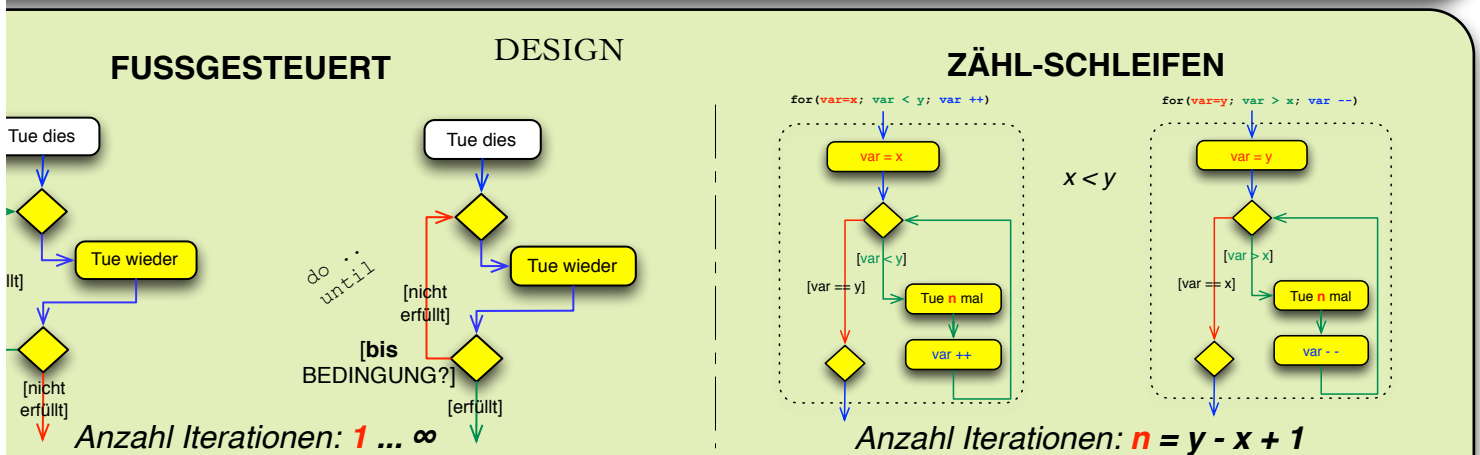 DESIGN
FUSSGESTEUERT
Tue dies
Tue wieder
llt]
[nicht
erfüllt]
Tue dies
do ..
until
Tue wieder
[nicht
erfüllt]
[bis
BEDINGUNG?]
[erfüllt]
Anzahl Iterationen: 1 ... ∞
ZÄHL-SCHLEIFEN
for(var=x; var < y; var ++)
var = x
[var < y]
[var == y]
Tue n mal
var ++
x < y
for(var=y; var > x; var --)
var = y
[var > x]
[var == x]
Tue n mal
var - -
Anzahl Iterationen: n = y - x + 1